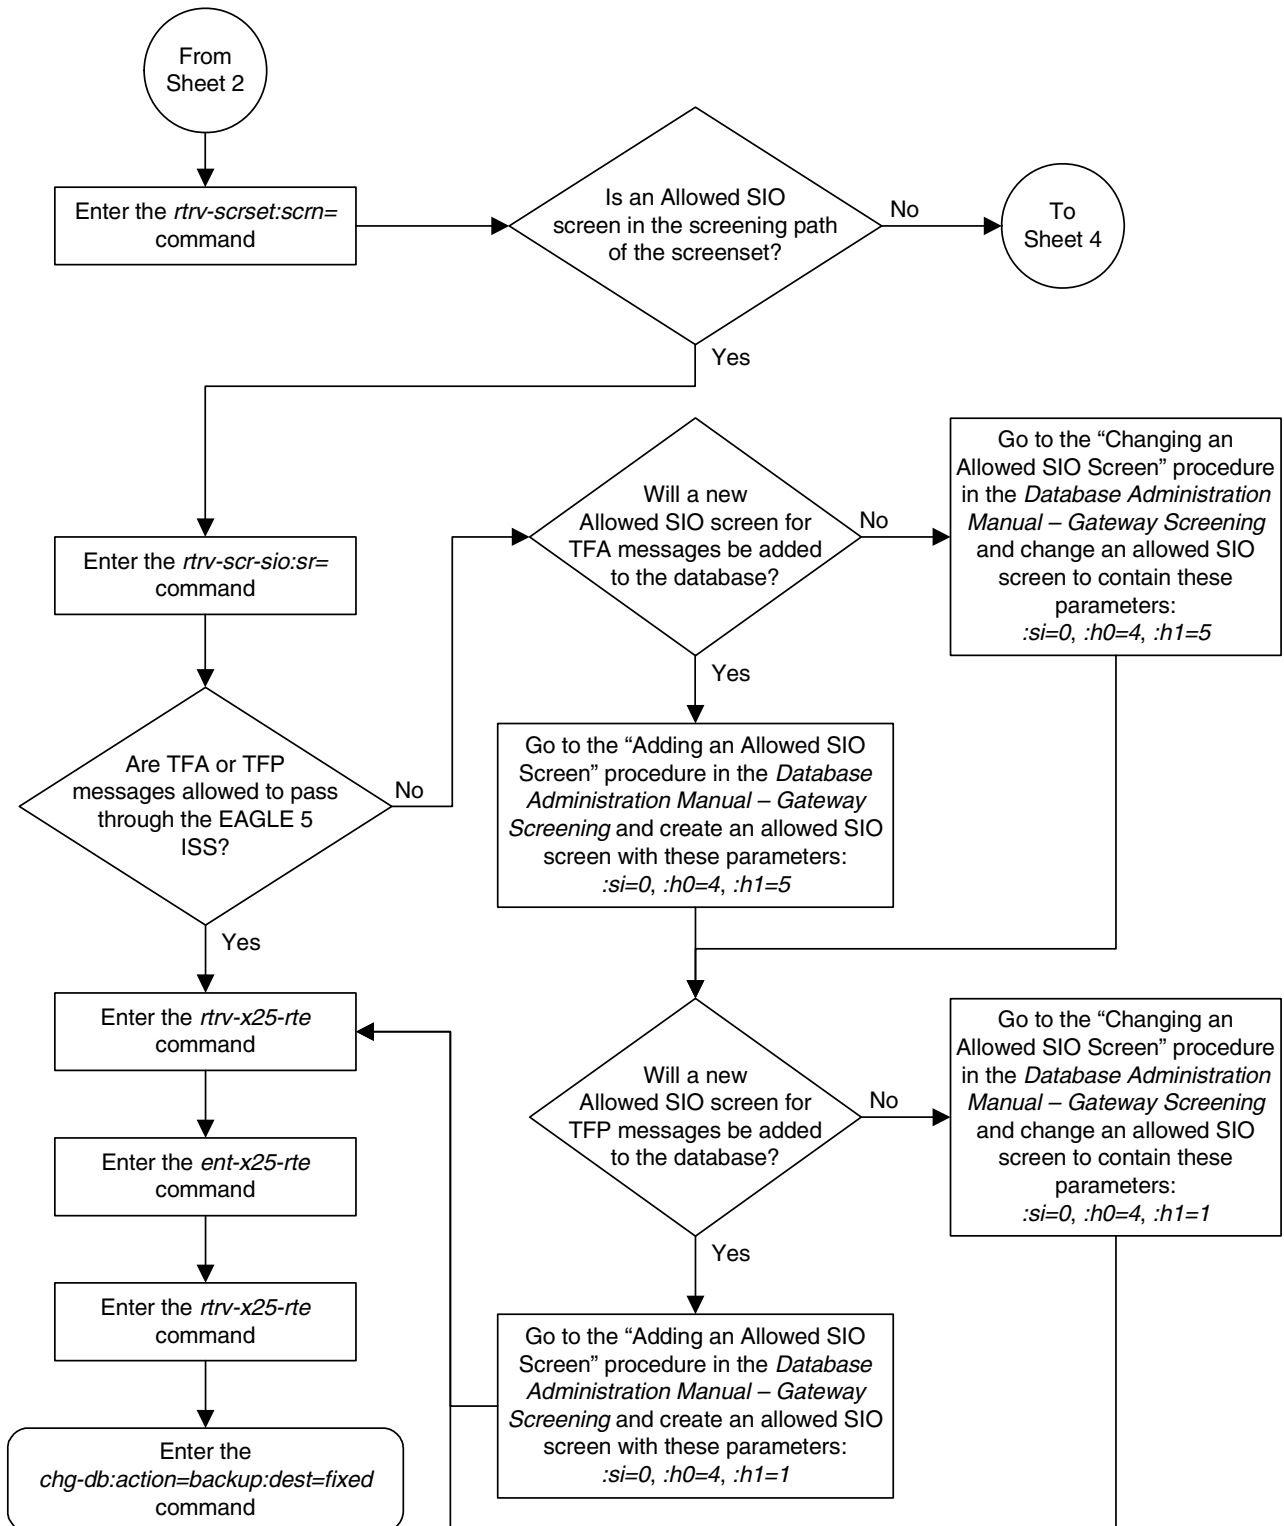 From
Sheet 2
Enter the rtrv-scrset:scrn=
command
Is an Allowed SIO
screen in the screening path
of the screenset?
No
To
Sheet 4
Yes
Enter the rtrv-scr-sio:sr=
command
Will a new
Allowed SIO screen for
TFA messages be added
to the database?
No
Go to the “Changing an
Allowed SIO Screen” procedure
in the Database Administration
Manual – Gateway Screening
and change an allowed SIO
screen to contain these
parameters:
:si=0, :h0=4, :h1=5
Yes
Are TFA or TFP
messages allowed to pass
through the EAGLE 5
ISS?
No
Go to the “Adding an Allowed SIO
Screen” procedure in the Database
Administration Manual – Gateway
Screening and create an allowed SIO
screen with these parameters:
:si=0, :h0=4, :h1=5
Yes
Enter the rtrv-x25-rte
command
Will a new
Allowed SIO screen for
TFP messages be added
to the database?
No
Go to the “Changing an
Allowed SIO Screen” procedure
in the Database Administration
Manual – Gateway Screening
and change an allowed SIO
screen to contain these
parameters:
:si=0, :h0=4, :h1=1
Enter the ent-x25-rte
command
Yes
Enter the rtrv-x25-rte
command
Go to the “Adding an Allowed SIO
Screen” procedure in the Database
Administration Manual – Gateway
Screening and create an allowed SIO
screen with these parameters:
:si=0, :h0=4, :h1=1
Enter the
chg-db:action=backup:dest=fixed
command